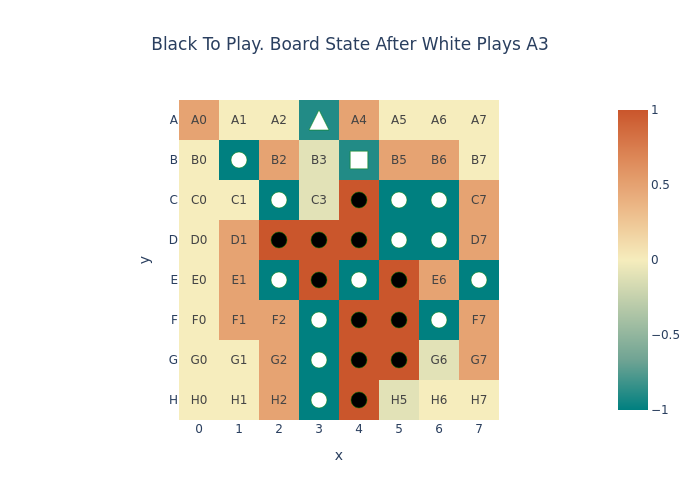 Black To Play. Board State After White Plays A3
A A0 A1 A2 A4 A5 A6 A7
B B0 B2 B3 B5 B6 B7
C C0 C1 C3 C7
D D0 D1 D7
E E0 E1 E6
F F0 F1 F2 F7
G G0 G1 G2 G6 G7
H H0 H1 H2 H5 H6 H7
0 1 2 3 4 5 6 7
x
y
1
0.5
0
−0.5
−1